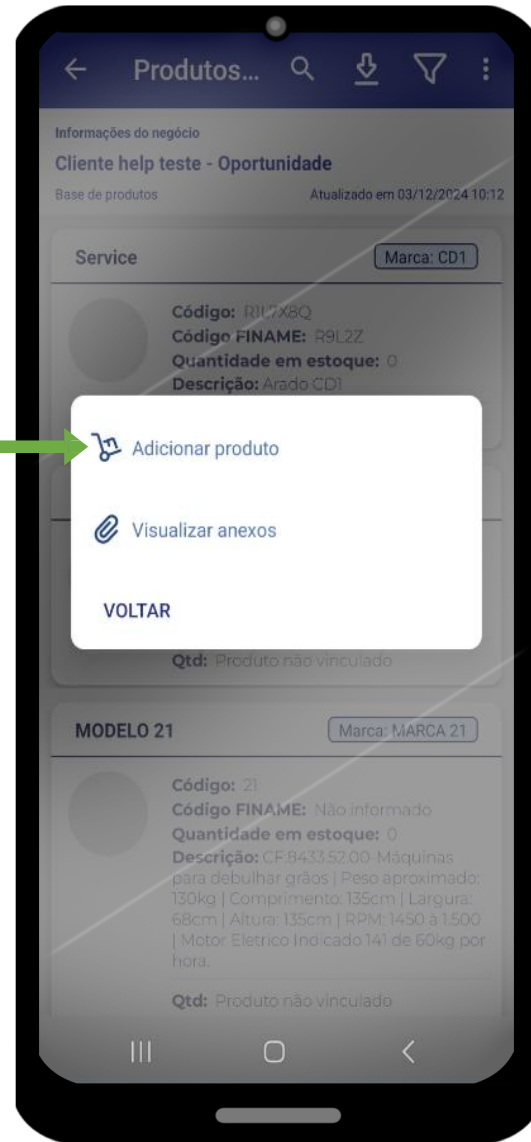 Produtos...
Informações do negócio
Cliente help teste - Oportunidade
Base de produtos Atualizado em 03/12/2024 10:12
Service Marca: CD1
Código: R1L7X8Q
Código FINAME: R9L2Z
Quantidade em estoque: 0
Descrição: Arado CD1
Adicionar produto
Visualizar anexos
VOLTAR
Qtd: Produto não vinculado
MODELO 21 Marca: MARCA 21
Código: 21
Código FINAME: Não informado
Quantidade em estoque: 0
Descrição: CF.8433.52.00-Máquinas
para debulhar grãos | Peso aproximado:
130kg | Comprimento: 135cm | Largura:
68cm | Altura: 135cm | RPM: 1450 à 1.500
| Motor Eletrico Indicado 141 de 60kg por
hora.
Qtd: Produto não vinculado